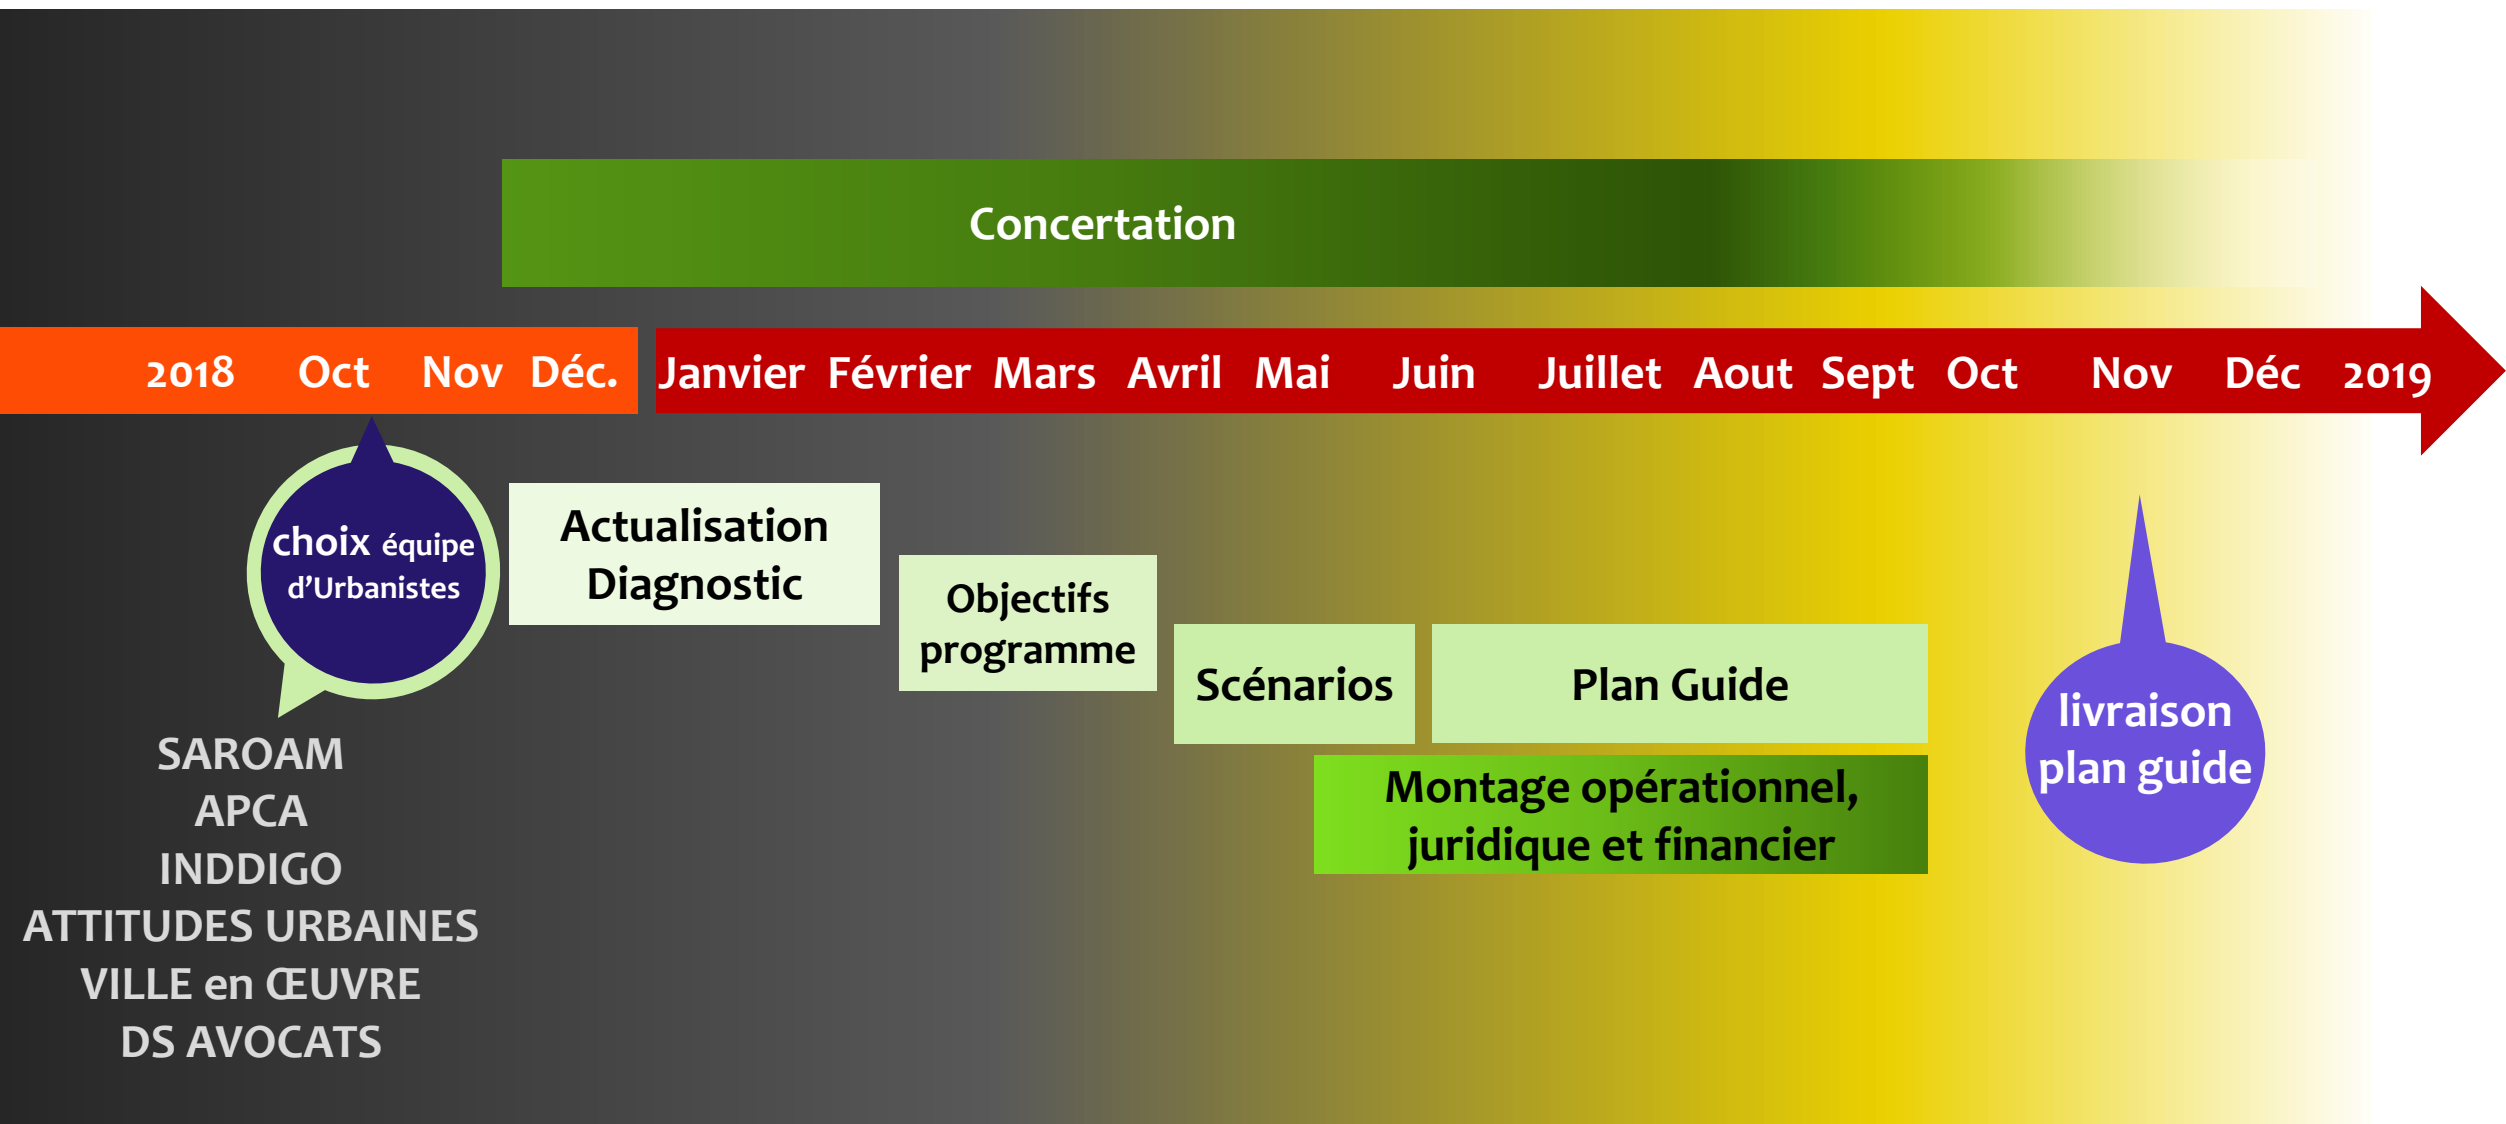 Concertation
2018 Oct Nov Déc. Janvier Février Mars Avril Mai Juin Juillet Aout Sept Oct Nov Déc 2019
choix équipe
d’Urbanistes
Actualisation
Diagnostic
Objectifs
programme
Scénarios
Plan Guide
Montage opérationnel,
juridique et financier
livraison
plan guide
SAROAM
APCA
INDDIGO
ATTITUDES URBAINES
VILLE en ŒUVRE
DS AVOCATS